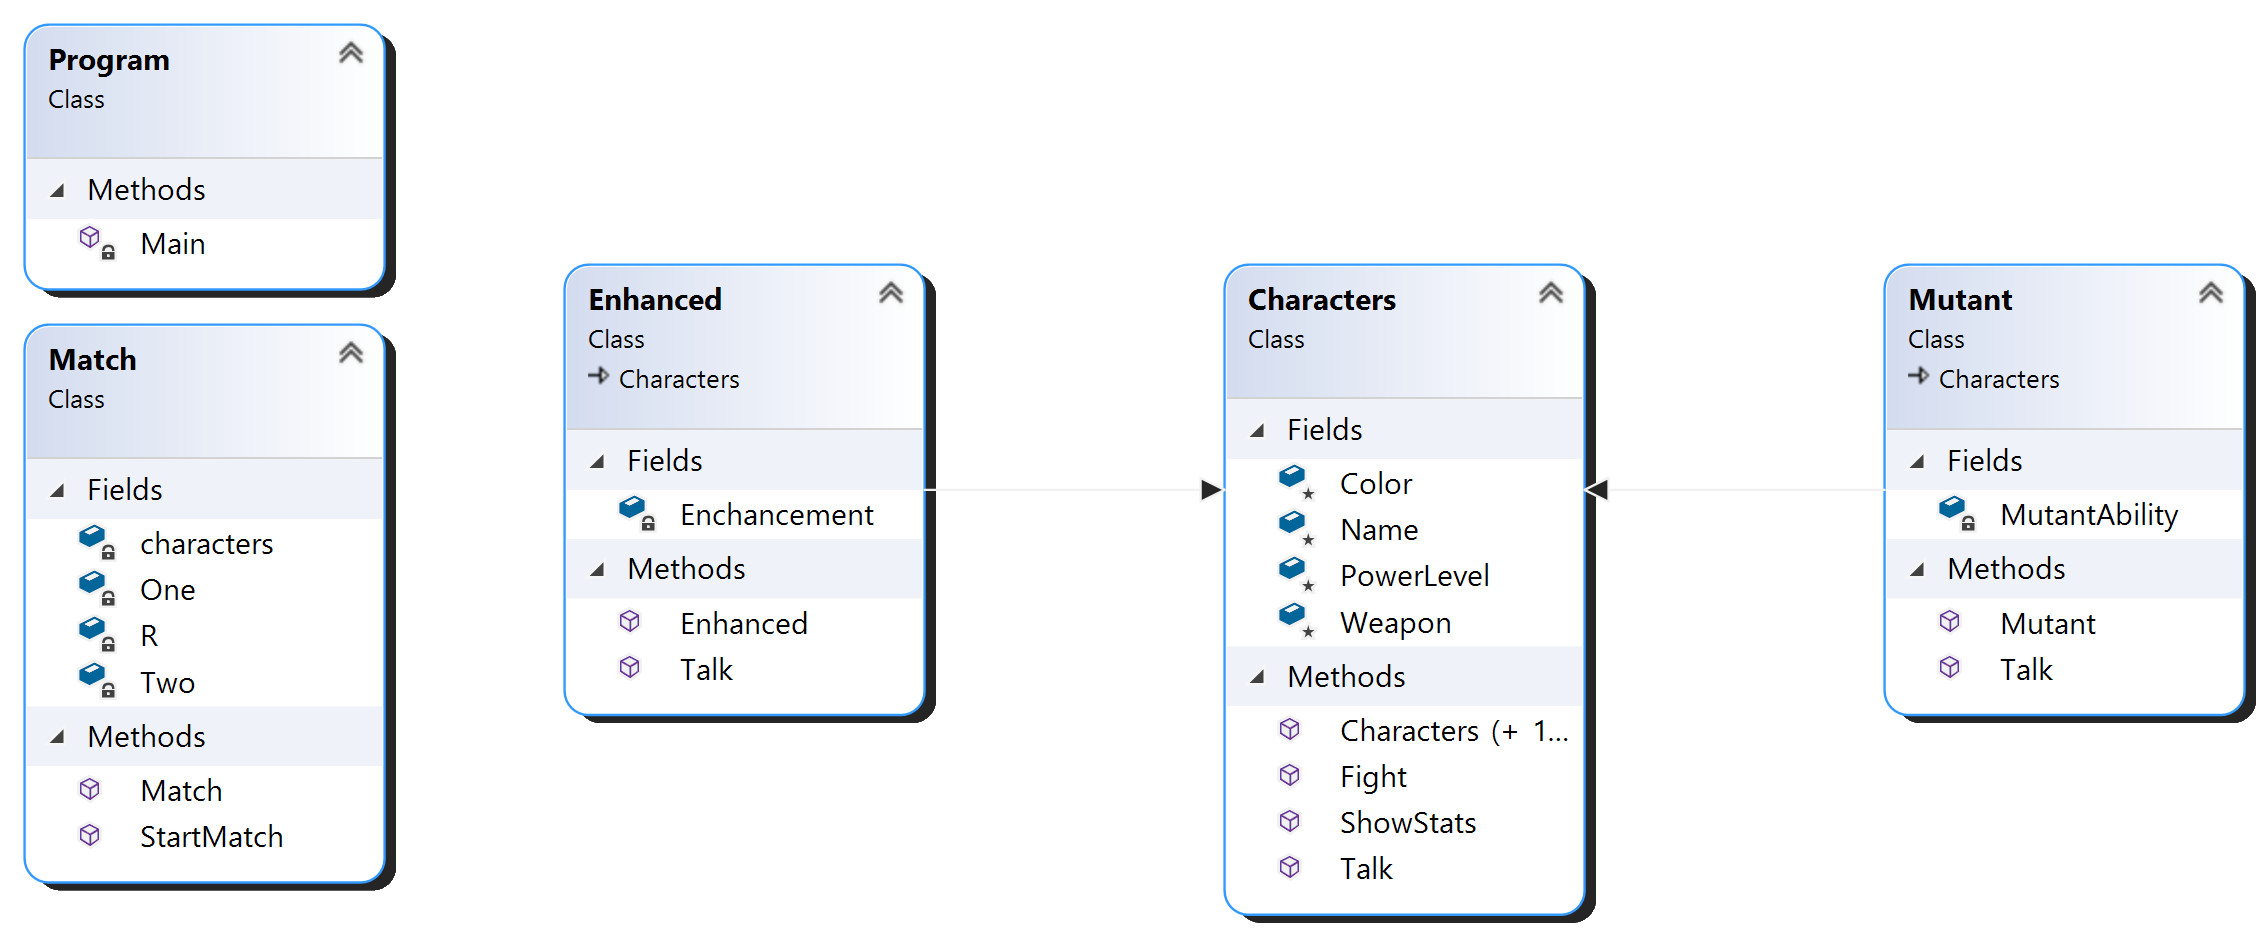 Program
Class
Methods
Main
Match
Class
Fields
characters
One
R
Two
Methods
Match
StartMatch
Enhanced
Class
Characters
Fields
Enchancement
Methods
Enhanced
Talk
Characters
Class
Fields
Color
Name
PowerLevel
Weapon
Methods
Characters (+ 1...
Fight
ShowStats
Talk
Mutant
Class
Characters
Fields
MutantAbility
Methods
Mutant
Talk